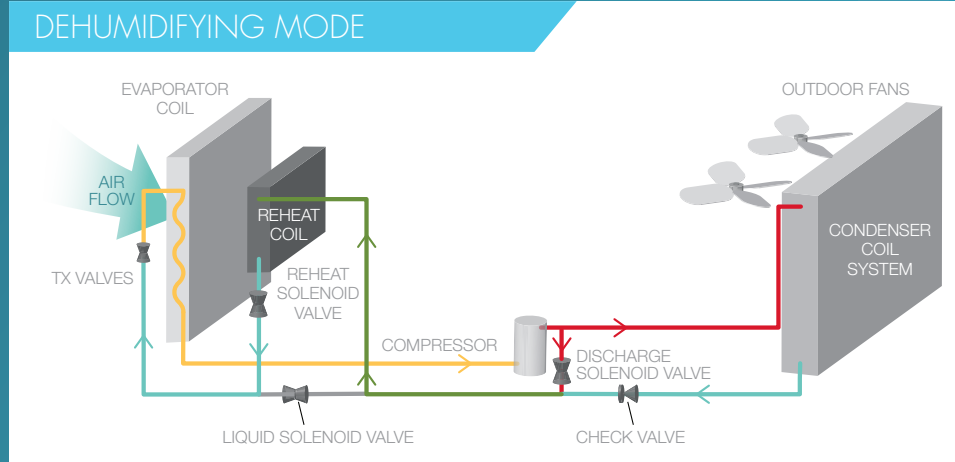 DEHUMIDIFYING MODE
EVAPORATOR
COIL
OUTDOOR FANS
AIR
FLOW
REHEAT
COIL
CONDENSER
COIL
SYSTEM
TX VALVES
REHEAT
SOLENOID
VALVE
COMPRESSOR
DISCHARGE
SOLENOID VALVE
LIQUID SOLENOID VALVE
CHECK VALVE